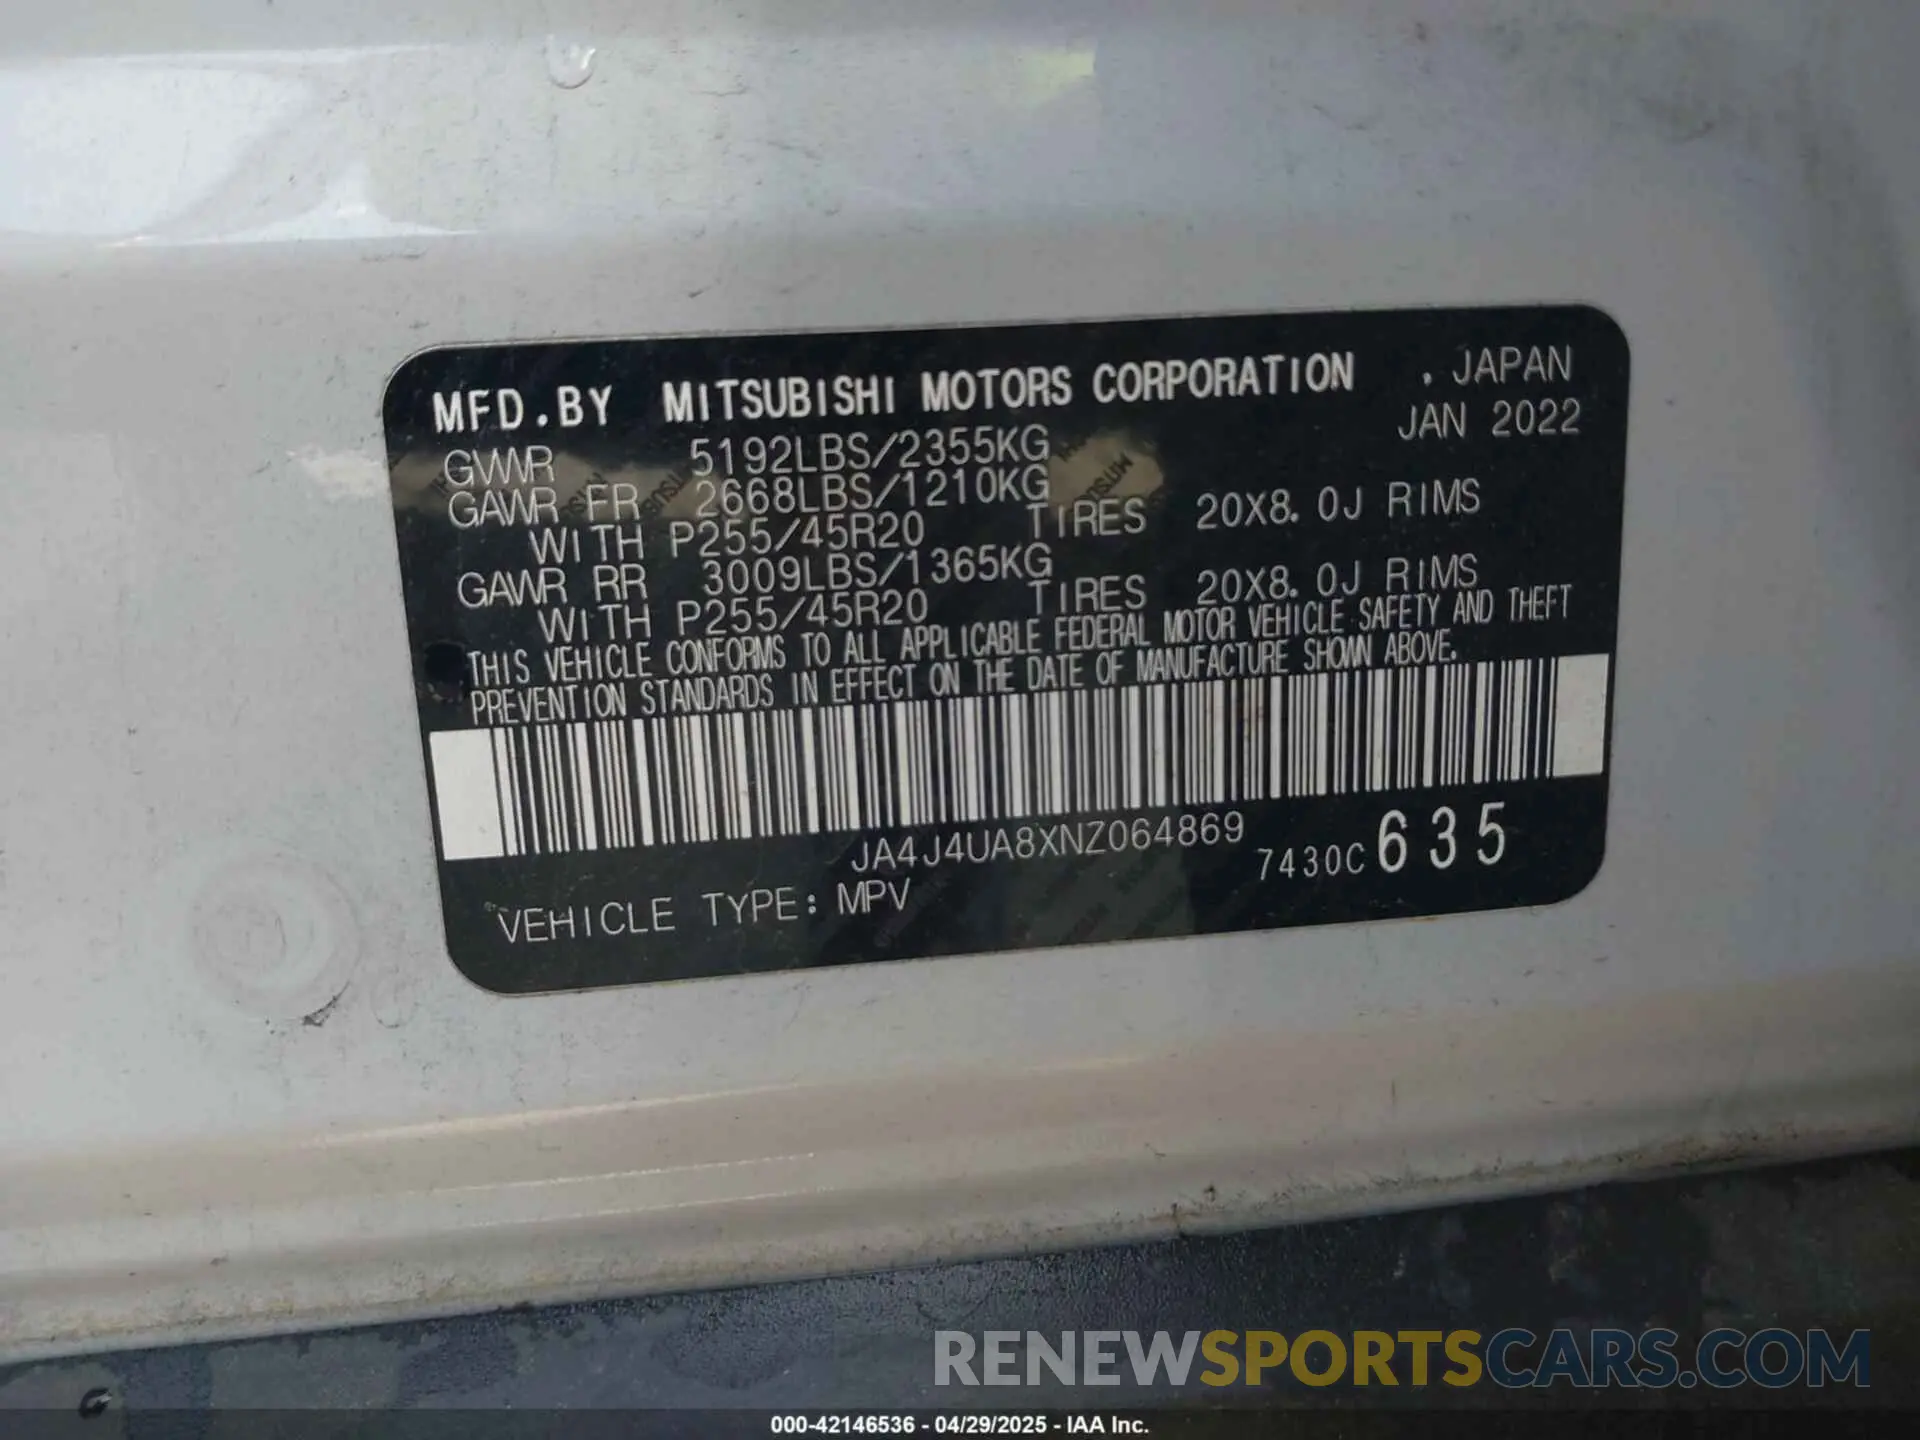 MFD.BY MITSUBISHI MOTORS CORPORATION . JAPAN
JAN 2022
GVWR 5192LBS/2355KG
GAWR FR 2668LBS/1210KG
WITH P255/45R20 TIRES 20X8.0J RIMS
GAWR RR 3009LBS/1365KG
WITH P255/45R20 TIRES 20X8.0J RIMS
THIS VEHICLE CONFORMS TO ALL APPLICABLE FEDERAL MOTOR VEHICLE SAFETY AND THEFT
PREVENTION STANDARDS IN EFFECT ON THE DATE OF MANUFACTURE SHOWN ABOVE.
JA4J4UA8XNZ064869 7430C 635
VEHICLE TYPE: MPV
RENEWSPORTSCARS.COM
000-42146536 - 04/29/2025 - IAA Inc.